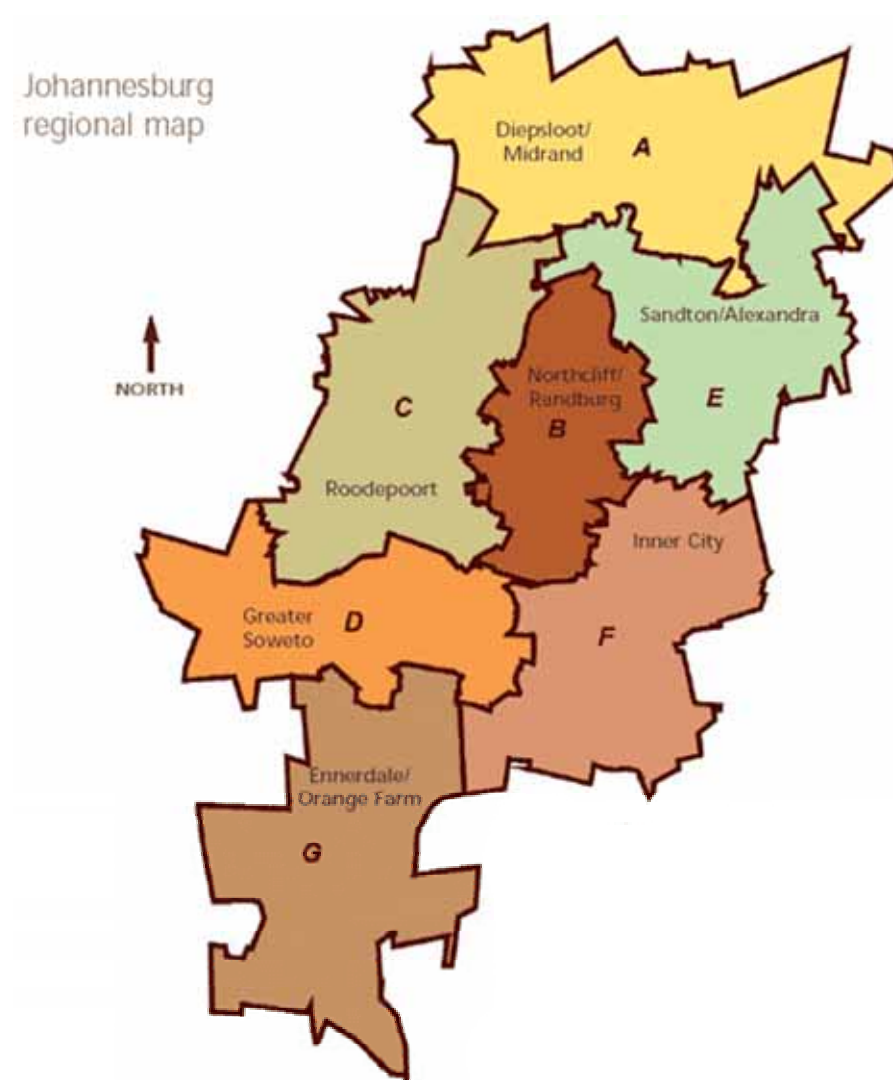 Johannesburg
regional map
Diepsloot/
Midrand
A
Sandton/Alexandra
E
NORTH
Northcliff/
Randburg
B
C
Roodepoort
Inner City
F
Greater
Soweto
D
Ennerdale/
Orange Farm
G